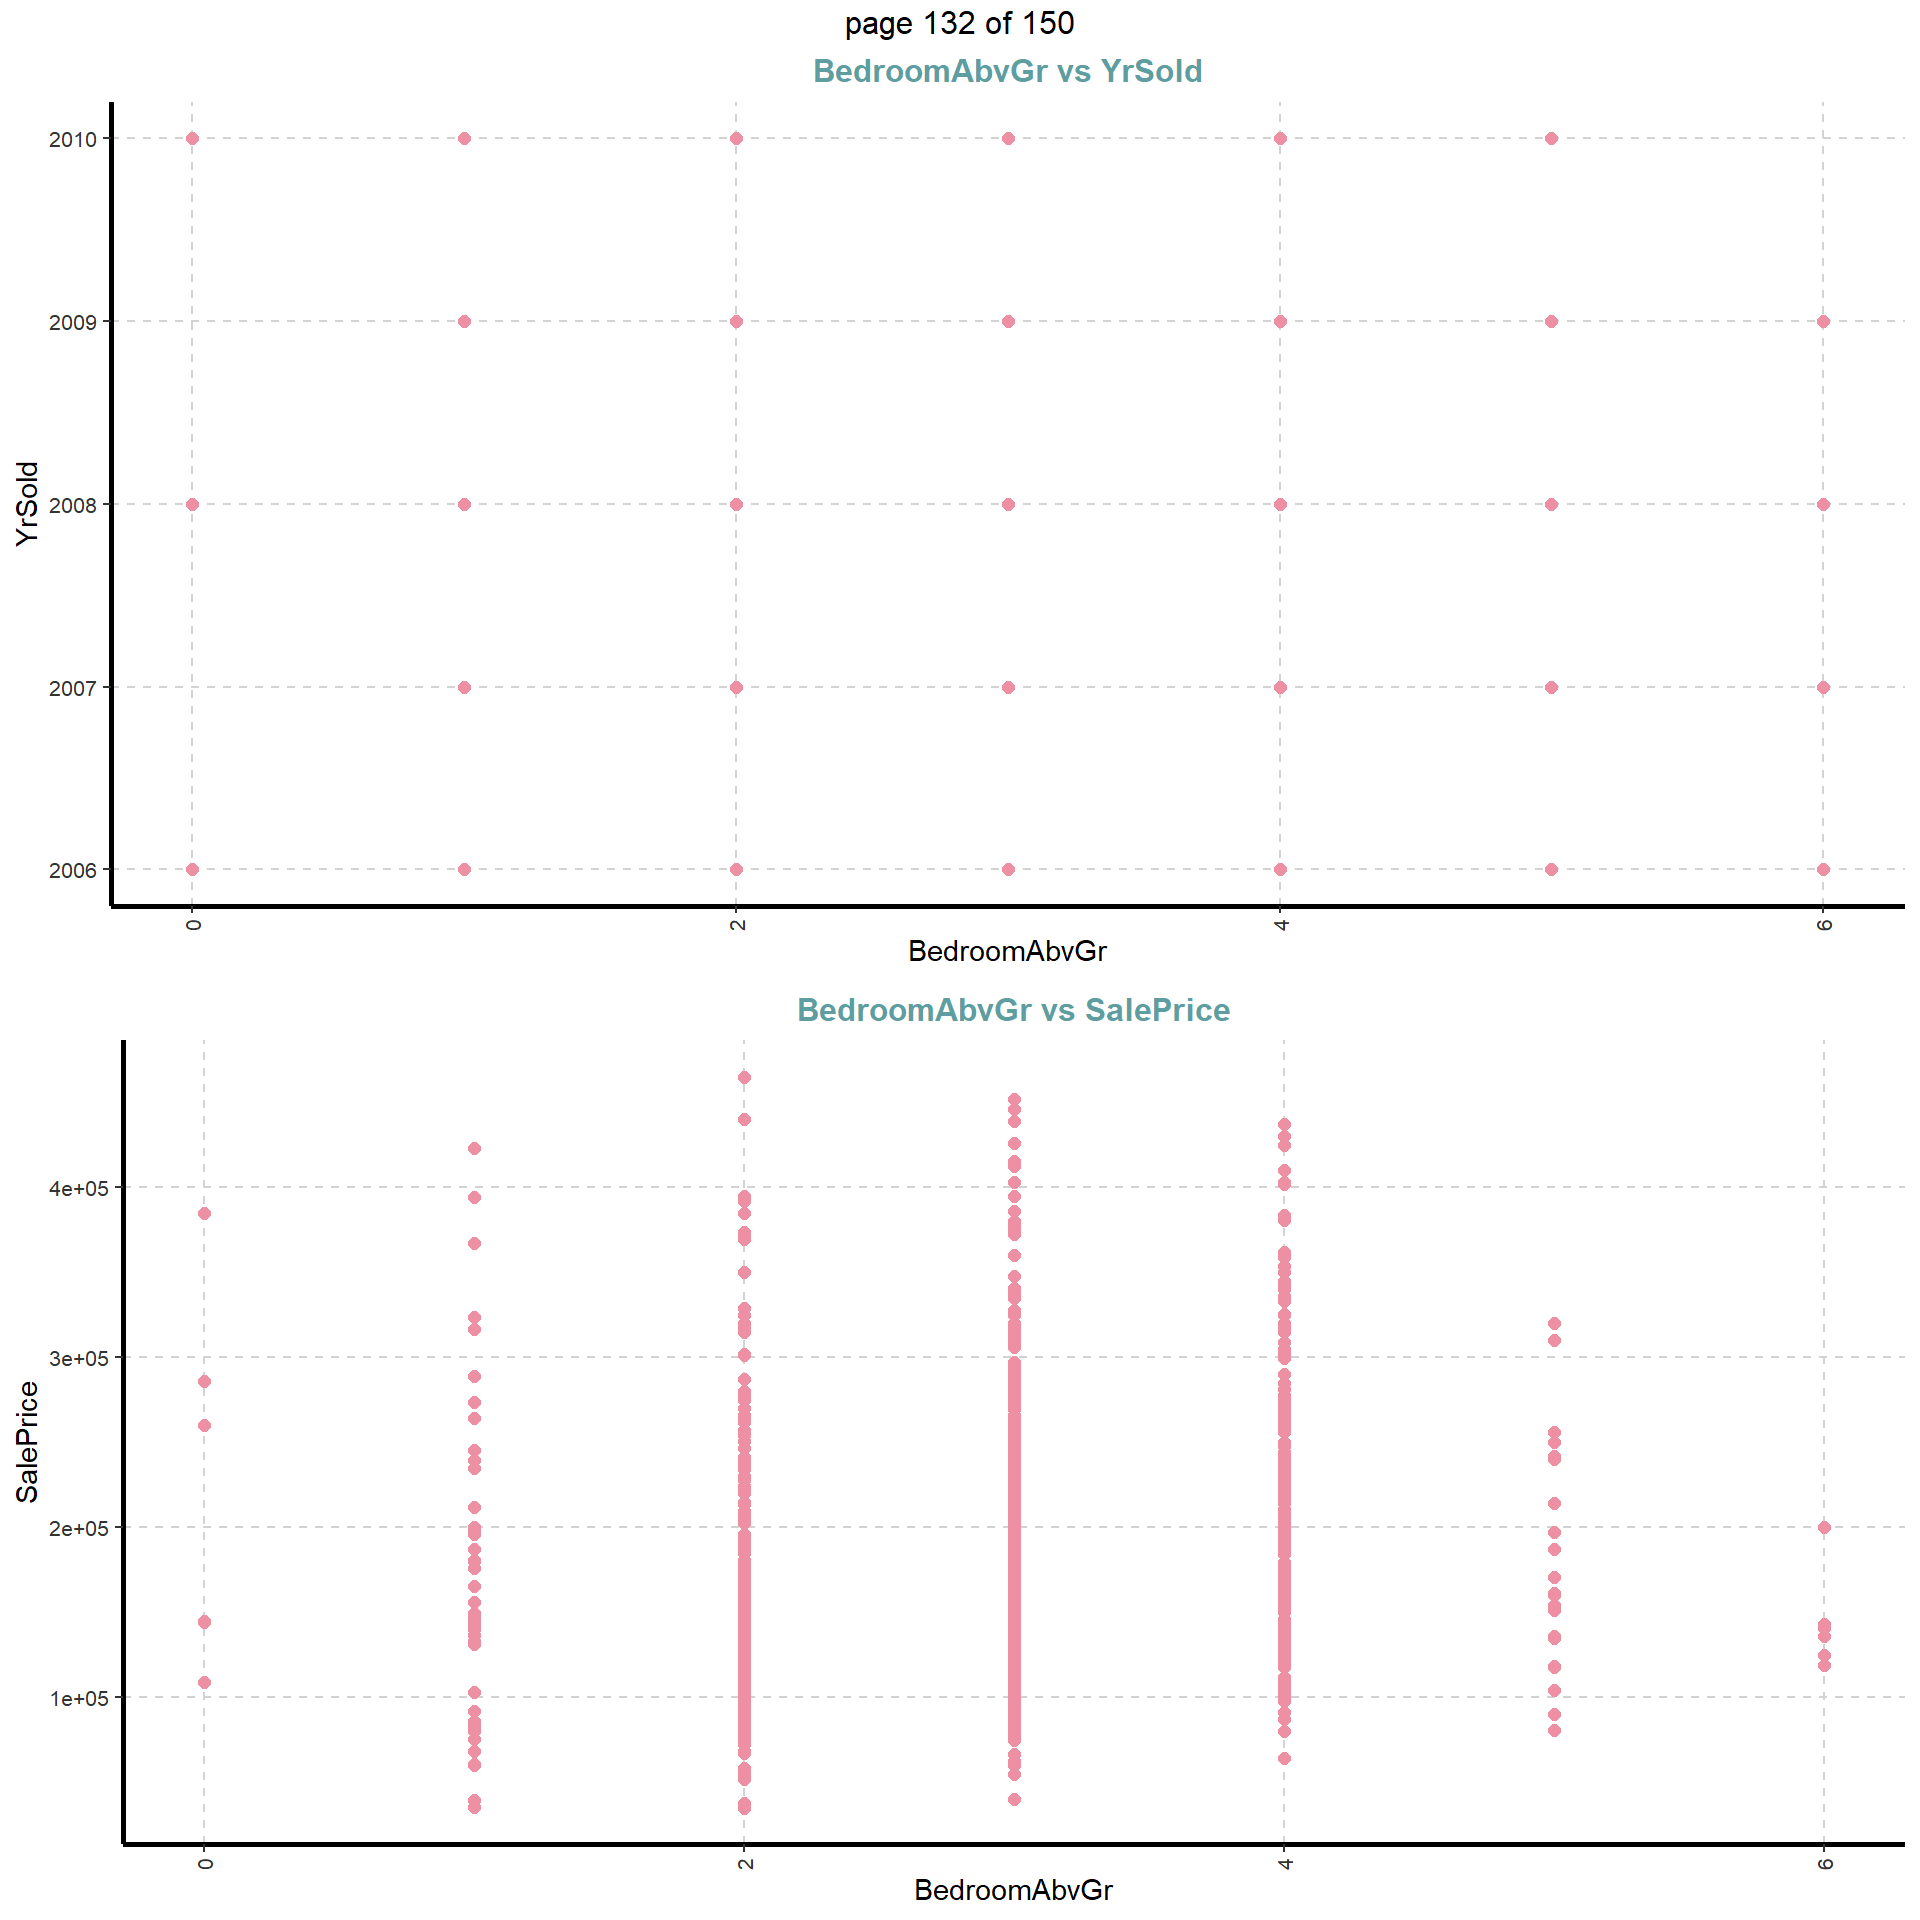 page 132 of 150
BedroomAbvGr vs YrSold
2010
2009
2008
2007
2006
YrSold
0 2 4 6
BedroomAbvGr
BedroomAbvGr vs SalePrice
4e+05
3e+05
2e+05
1e+05
SalePrice
0 2 4 6
BedroomAbvGr